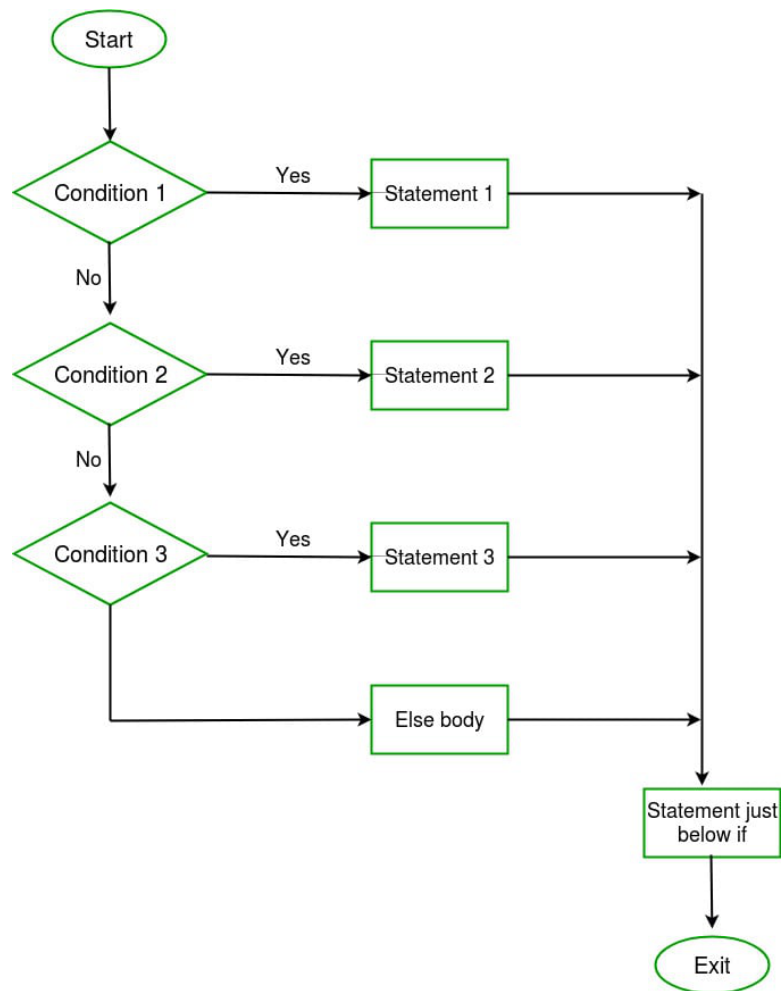 Start
Condition 1
Yes
Statement 1
No
Condition 2
Yes
Statement 2
No
Condition 3
Yes
Statement 3
Else body
Statement just
below if
Exit